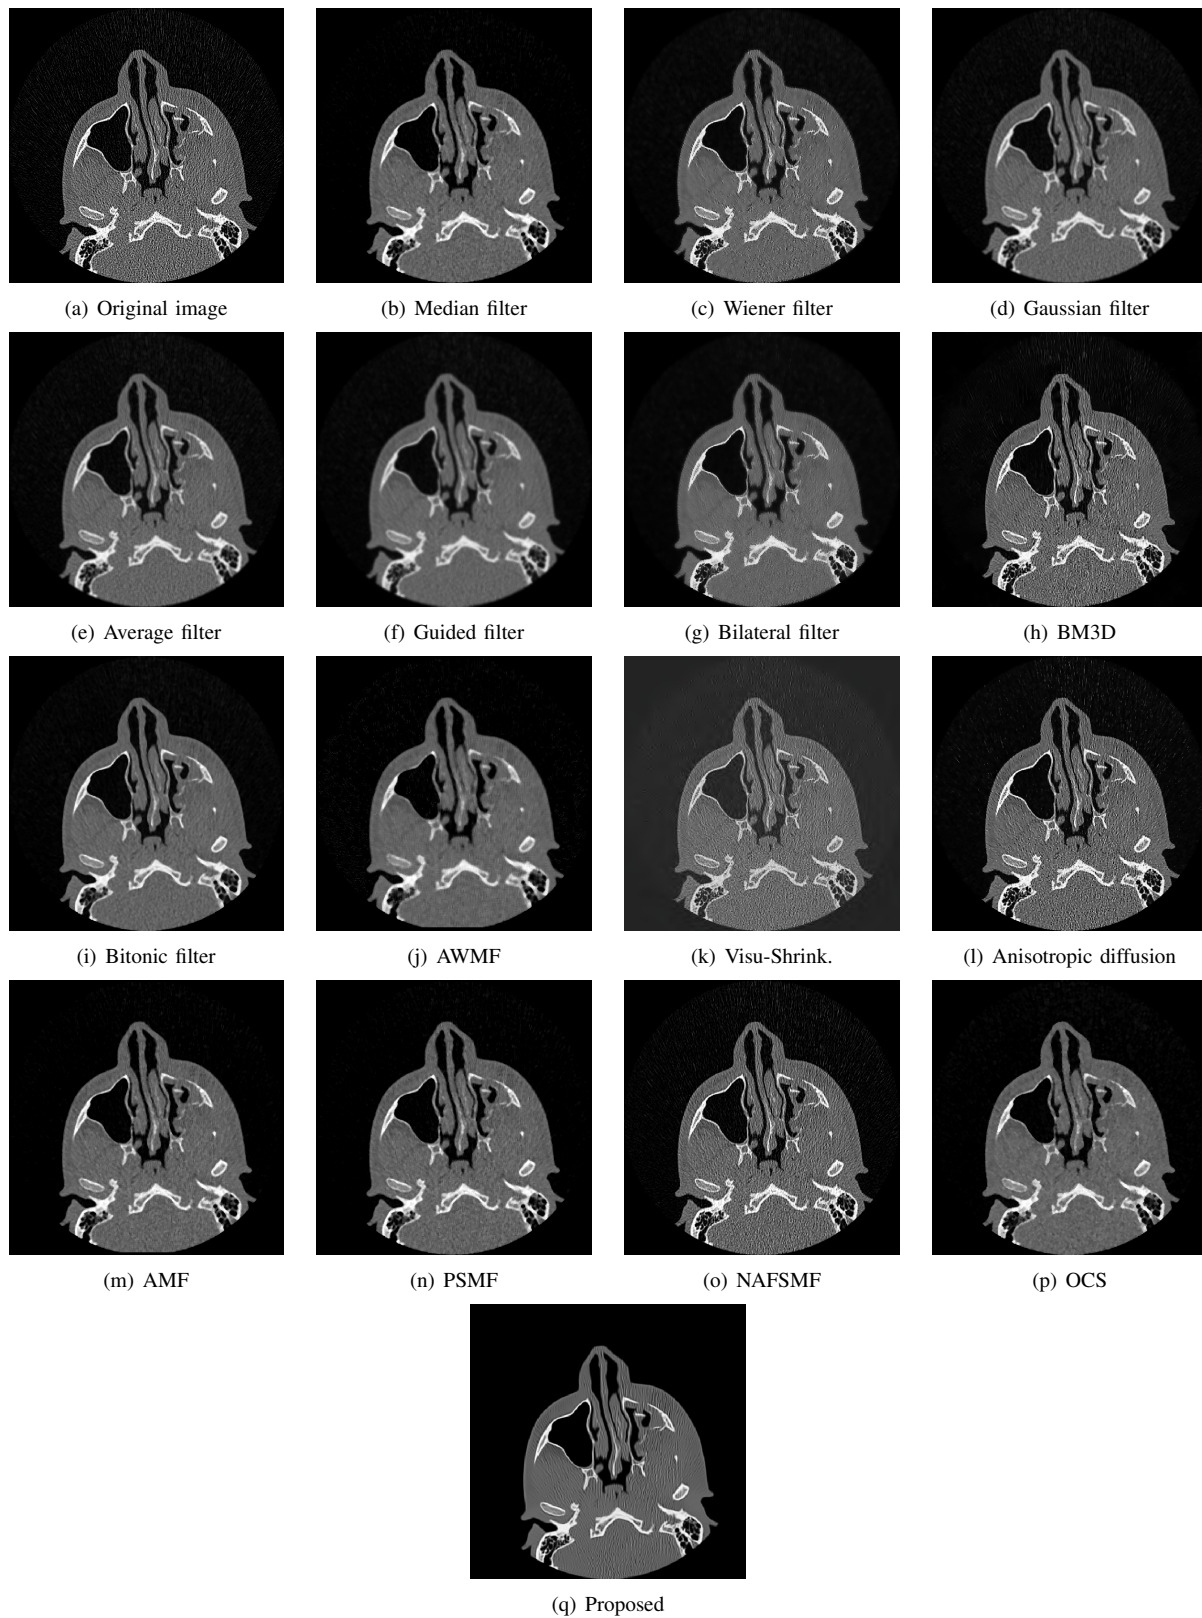 (a) Original image
(b) Median filter
(c) Wiener filter
(d) Gaussian filter
(e) Average filter
(f) Guided filter
(g) Bilateral filter
(h) BM3D
(i) Bitonic filter
(j) AWMF
(k) Visu-Shrink.
(l) Anisotropic diffusion
(m) AMF
(n) PSMF
(o) NAFSMF
(p) OCS
(q) Proposed